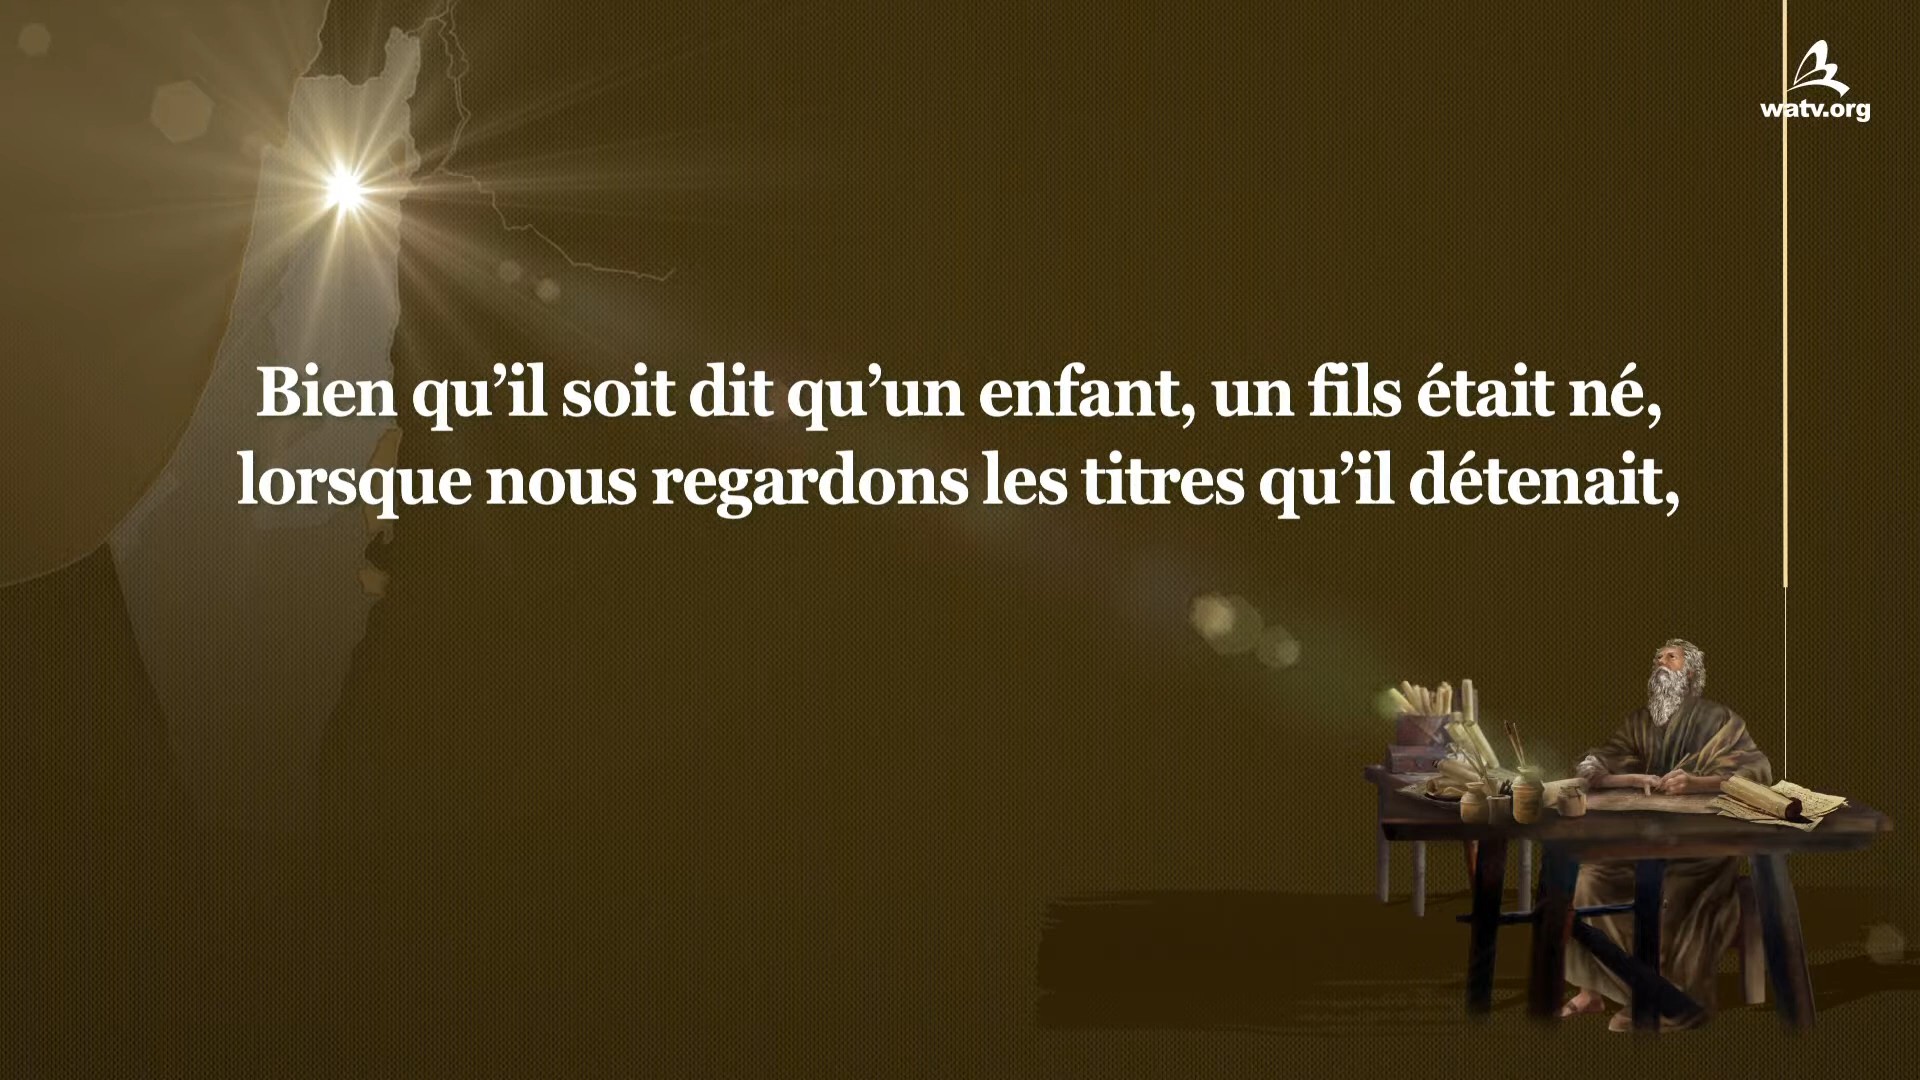 watv.org
Bien qu’il soit dit qu’un enfant, un fils était né,
lorsque nous regardons les titres qu’il détenait,